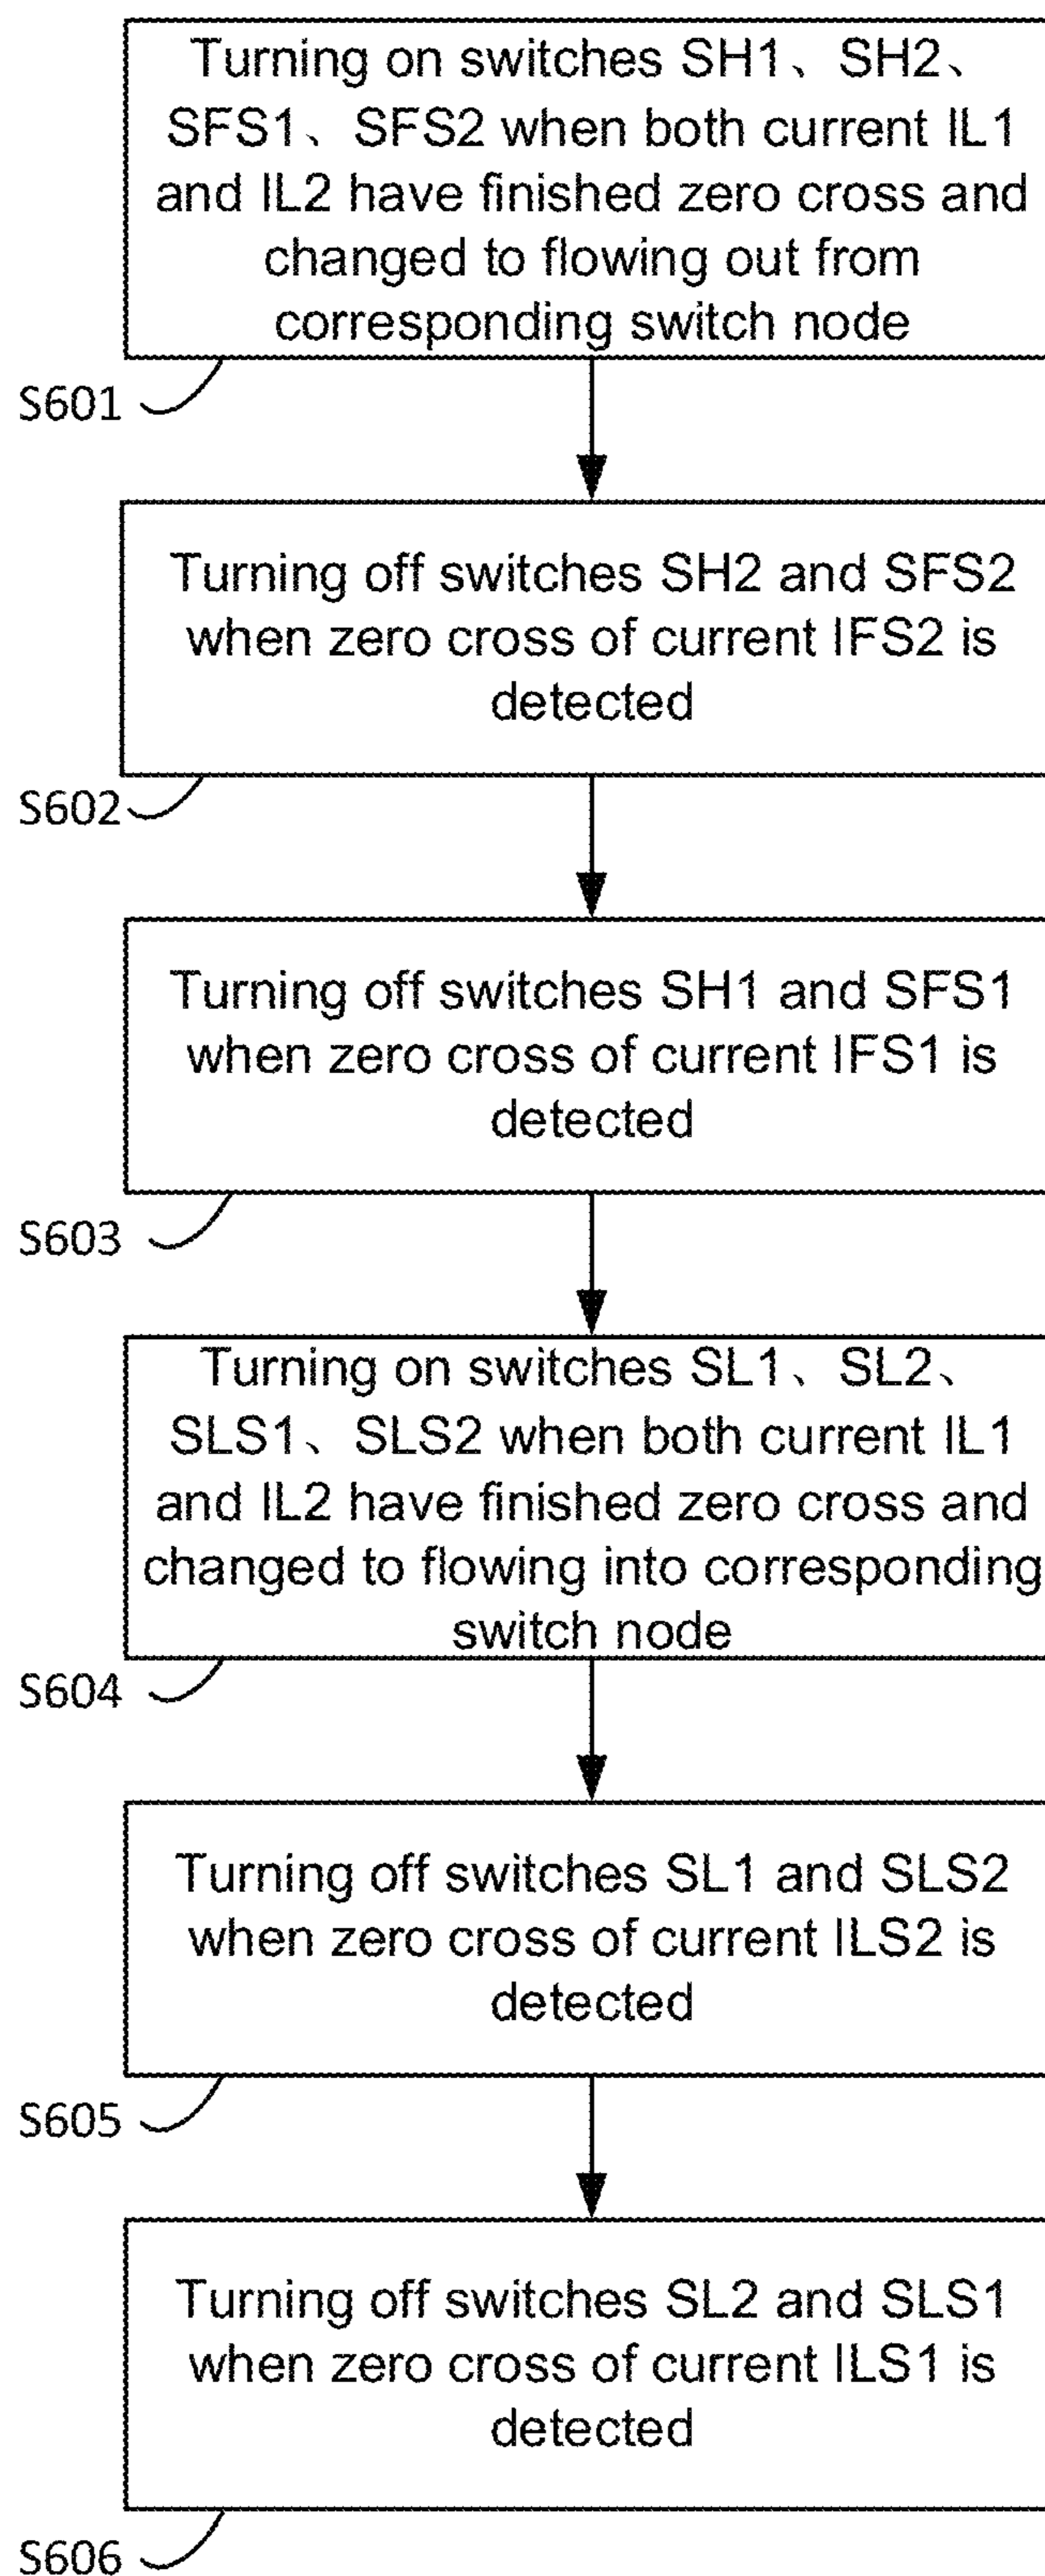 Turning on switches SH1、SH2、
SFS1、SFS2 when both current IL1
and IL2 have finished zero cross and
changed to flowing out from
corresponding switch node
S601
Turning off switches SH2 and SFS2
when zero cross of current IFS2 is
detected
S602
Turning off switches SH1 and SFS1
when zero cross of current IFS1 is
detected
S603
Turning on switches SL1、SL2、
SLS1、SLS2 when both current IL1
and IL2 have finished zero cross and
changed to flowing into corresponding
switch node
S604
Turning off switches SL1 and SLS2
when zero cross of current ILS2 is
detected
S605
Turning off switches SL2 and SLS1
when zero cross of current ILS1 is
detected
S606